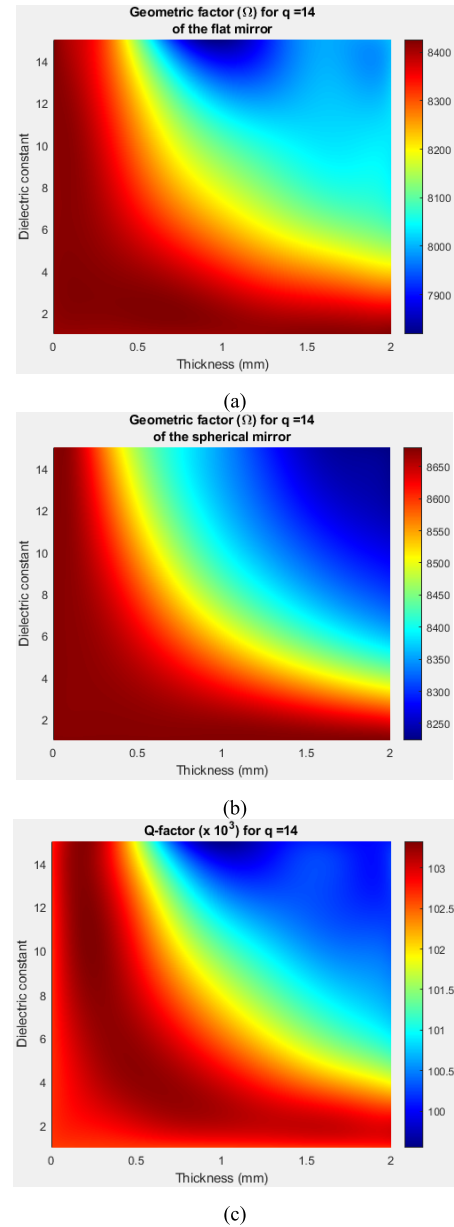 Geometric factor (Ω) for q =14
of the flat mirror
14
12
10
8
6
4
2
Dielectric constant
8400
8300
8200
8100
8000
7900
0 0.5 1 1.5 2
Thickness (mm)
(a)
Geometric factor (Ω) for q =14
of the spherical mirror
14
12
10
8
6
4
2
Dielectric constant
8650
8600
8550
8500
8450
8400
8350
8300
8250
0 0.5 1 1.5 2
Thickness (mm)
(b)
Q-factor (x 10³) for q =14
14
12
10
8
6
4
2
Dielectric constant
103
102.5
102
101.5
101
100.5
100
0 0.5 1 1.5 2
Thickness (mm)
(c)